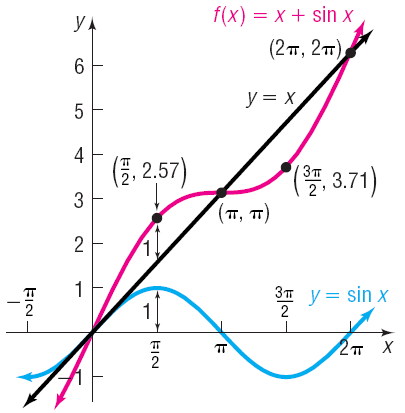 y
f(x) = x + sin x
(2π, 2π)
6
y = x
5
4
(π/2, 2.57)
(3π/2, 3.71)
3
(π, π)
2
1
1
−π/2
3π/2
y = sin x
1
π/2
π
2π
x
−1